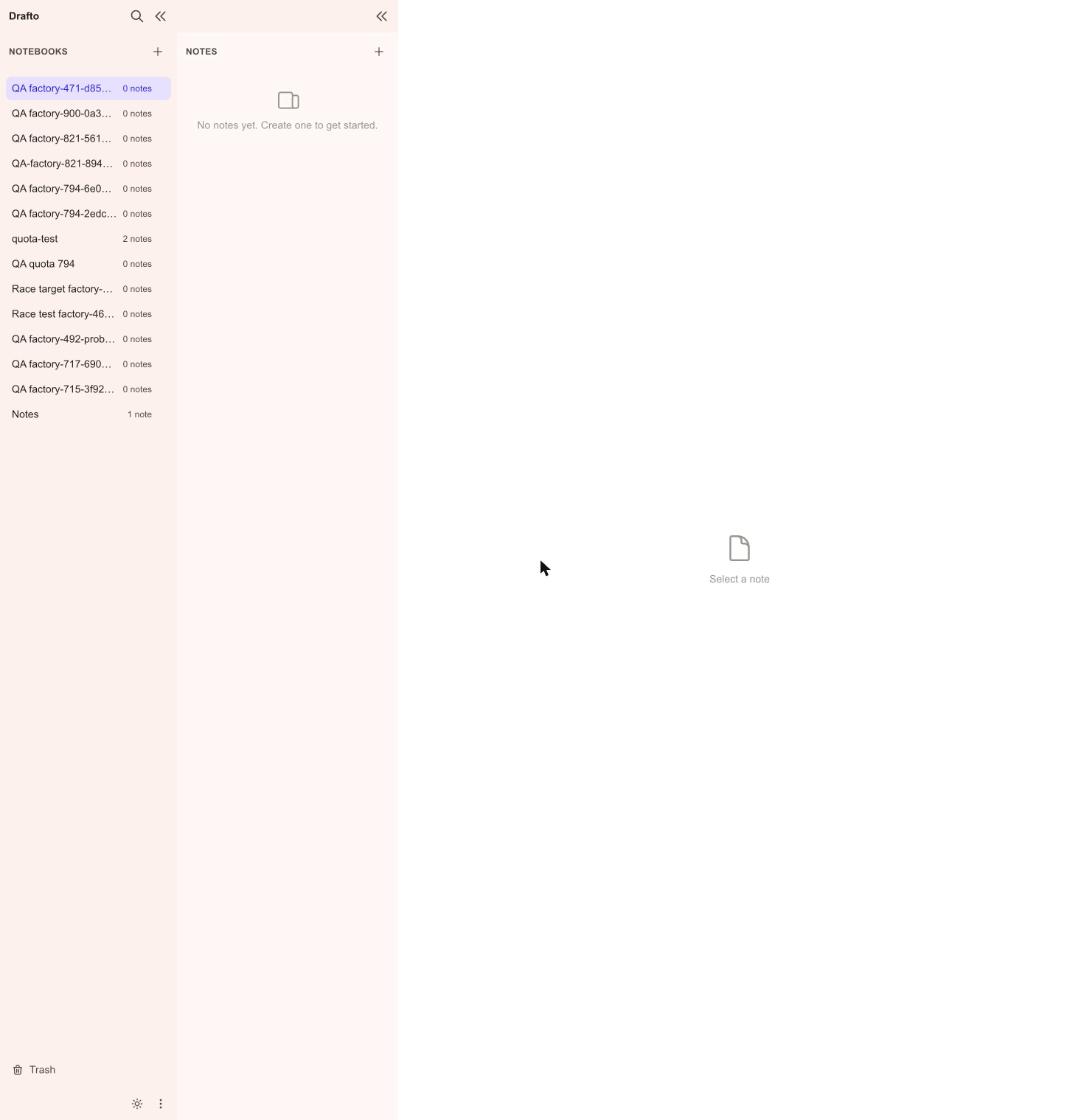 Drafto
NOTEBOOKS
QA factory-471-d85... 0 notes
QA factory-900-0a3... 0 notes
QA factory-821-561... 0 notes
QA-factory-821-894... 0 notes
QA factory-794-6e0... 0 notes
QA factory-794-2edc... 0 notes
quota-test 2 notes
QA quota 794 0 notes
Race target factory-... 0 notes
Race test factory-46... 0 notes
QA factory-492-prob... 0 notes
QA factory-717-690... 0 notes
QA factory-715-3f92... 0 notes
Notes 1 note
Trash
NOTES
No notes yet. Create one to get started.
Select a note